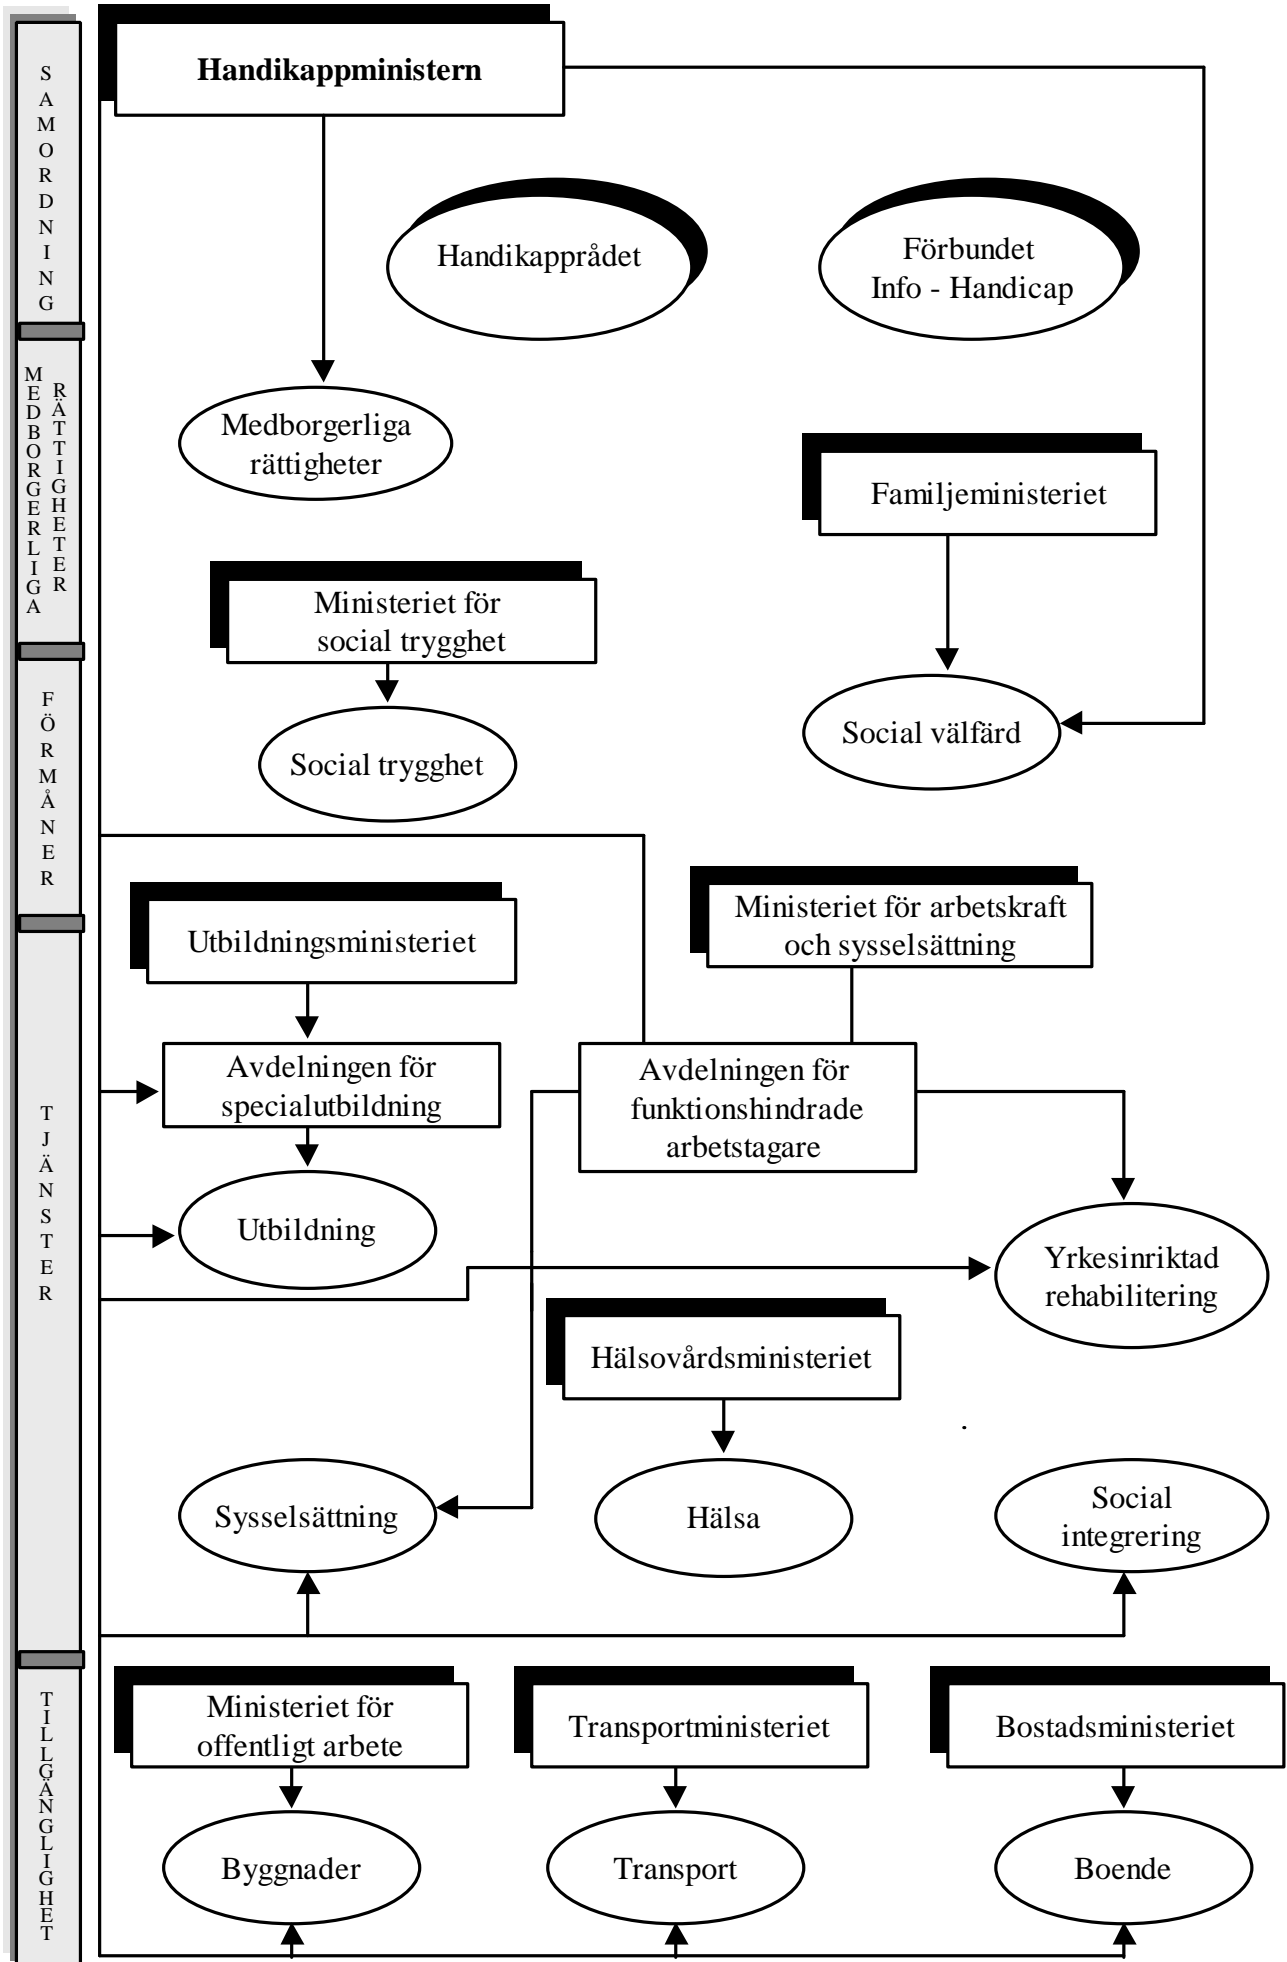 SAMORDNING
Handikappministern
Handikapprådet
Förbundet
Info - Handicap
MEDBORGERLIGA
RÄTTIGHETER
Medborgerliga
rättigheter
Familjeministeriet
Ministeriet för
social trygghet
FÖRMÅNER
Social välfärd
Social trygghet
Ministeriet för arbetskraft
och sysselsättning
Utbildningsministeriet
TJÄNSTER
Avdelningen för
specialutbildning
Avdelningen för
funktionshindrade
arbetstagare
Utbildning
Yrkesinriktad
rehabilitering
Hälsovårdsministeriet
Sysselsättning
Hälsa
Social
integrering
TILLGÄNGLIGHET
Ministeriet för
offentligt arbete
Transportministeriet
Bostadsministeriet
Byggnader
Transport
Boende